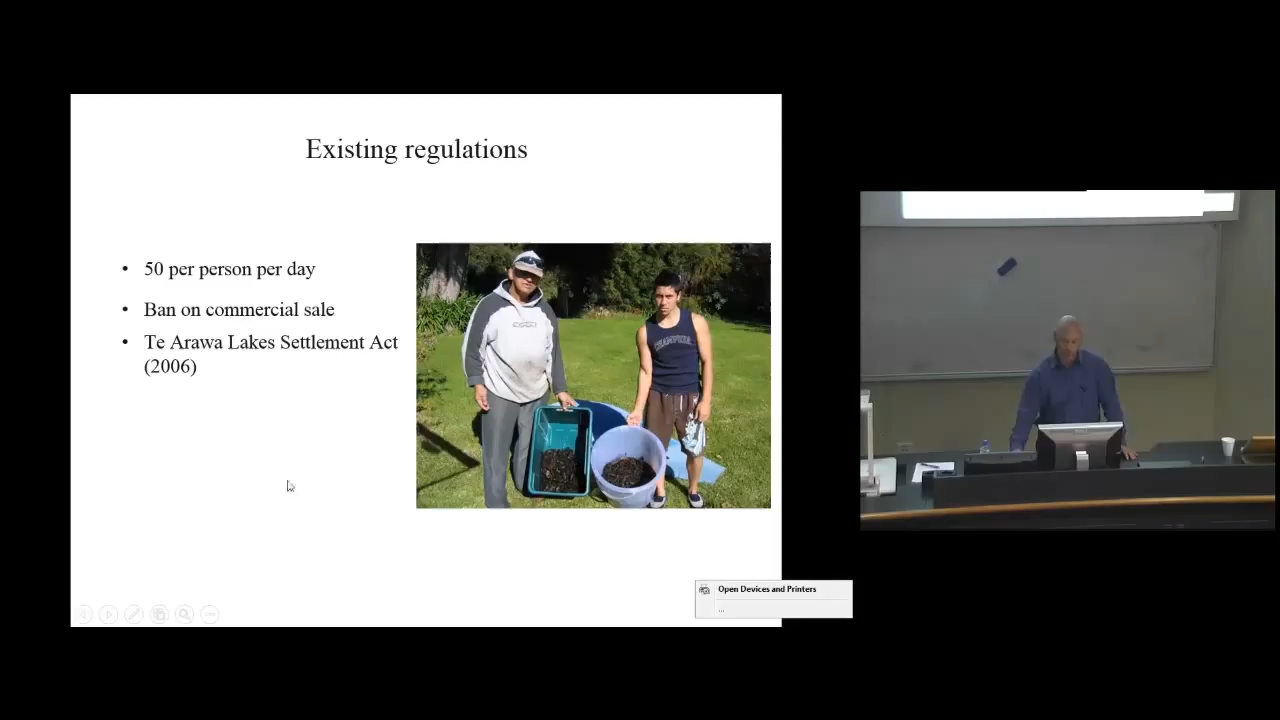 Existing regulations
• 50 per person per day
• Ban on commercial sale
• Te Arawa Lakes Settlement Act
(2006)
CHAMPION
Open Devices and Printers
...